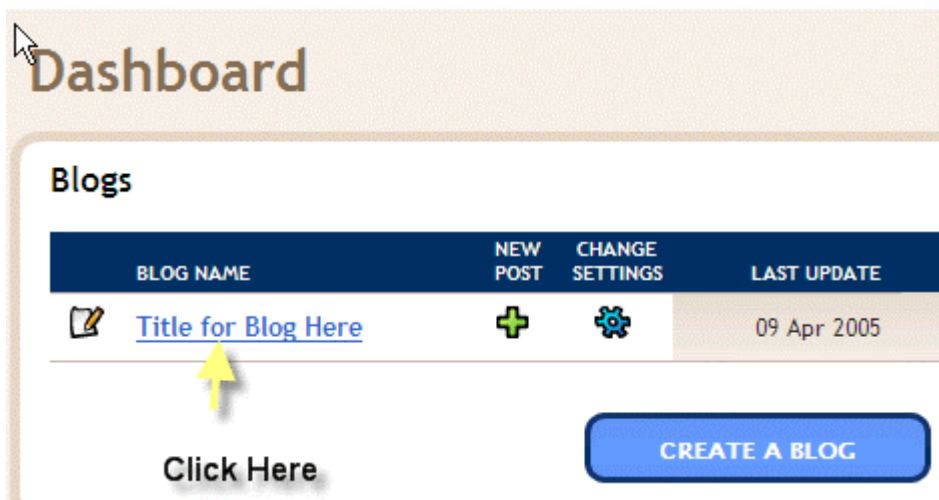 Dashboard
Blogs
NEW CHANGE
BLOG NAME POST SETTINGS LAST UPDATE
Title for Blog Here 09 Apr 2005
CREATE A BLOG
Click Here